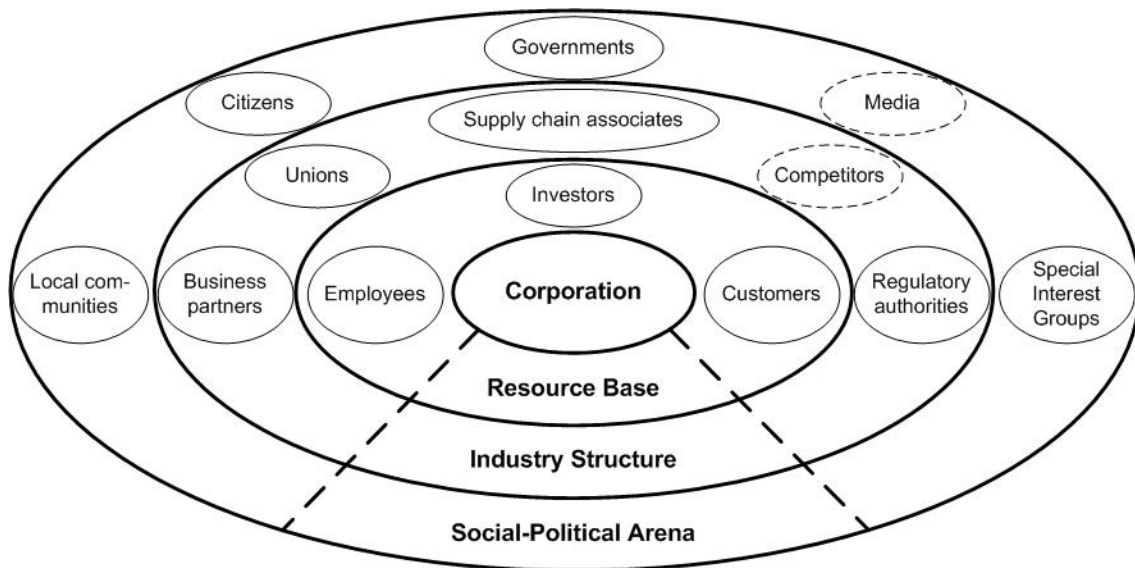 Governments
Citizens
Media
Supply chain associates
Unions
Competitors
Investors
Local com-
munities
Business
partners
Employees
Corporation
Customers
Regulatory
authorities
Special
Interest
Groups
Resource Base
Industry Structure
Social-Political Arena